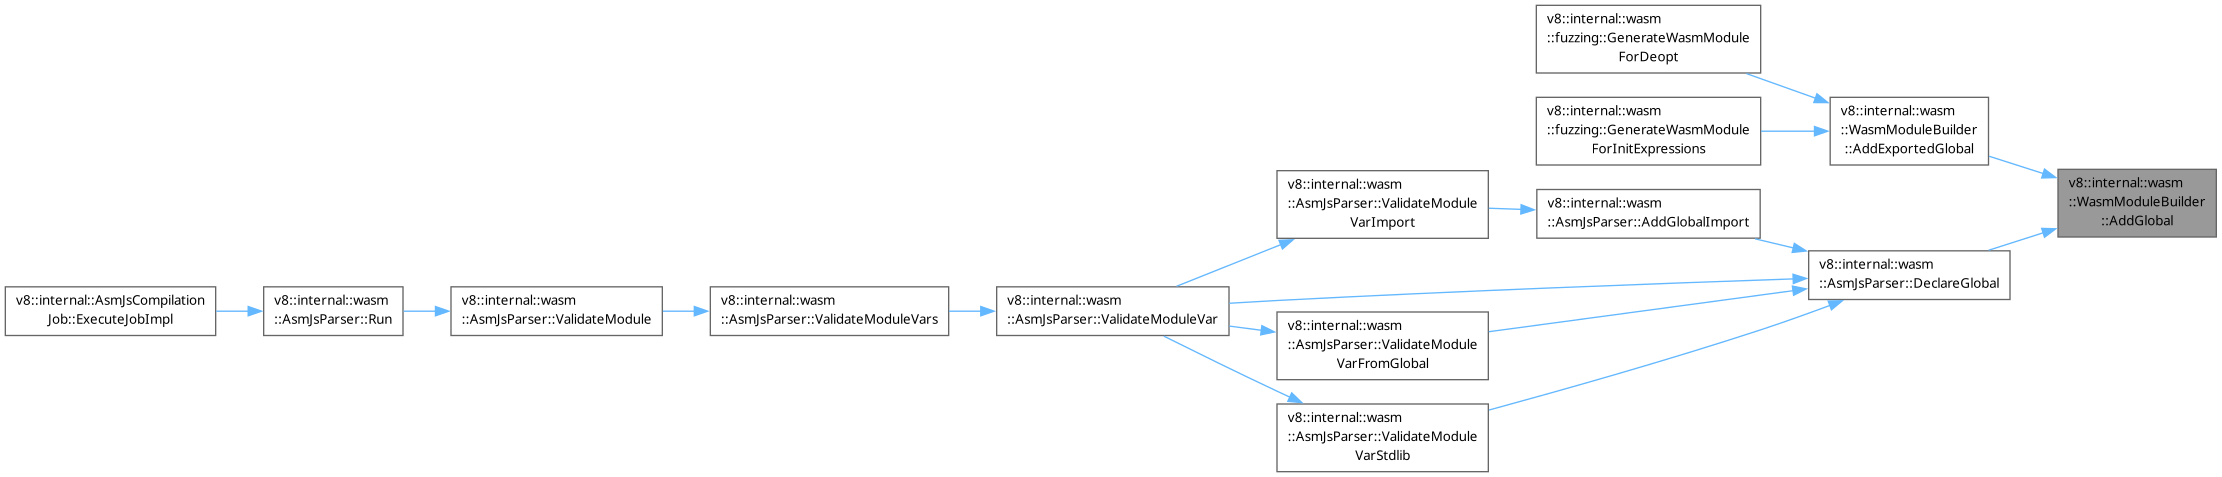 v8::internal::wasm
::fuzzing::GenerateWasmModule
ForDeopt
v8::internal::wasm
::fuzzing::GenerateWasmModule
ForInitExpressions
v8::internal::wasm
::WasmModuleBuilder
::AddExportedGlobal
v8::internal::wasm
::WasmModuleBuilder
::AddGlobal
v8::internal::wasm
::AsmJsParser::ValidateModule
VarImport
v8::internal::wasm
::AsmJsParser::AddGlobalImport
v8::internal::wasm
::AsmJsParser::DeclareGlobal
v8::internal::AsmJsCompilation
Job::ExecuteJobImpl
v8::internal::wasm
::AsmJsParser::Run
v8::internal::wasm
::AsmJsParser::ValidateModule
v8::internal::wasm
::AsmJsParser::ValidateModuleVars
v8::internal::wasm
::AsmJsParser::ValidateModuleVar
v8::internal::wasm
::AsmJsParser::ValidateModule
VarFromGlobal
v8::internal::wasm
::AsmJsParser::ValidateModule
VarStdlib